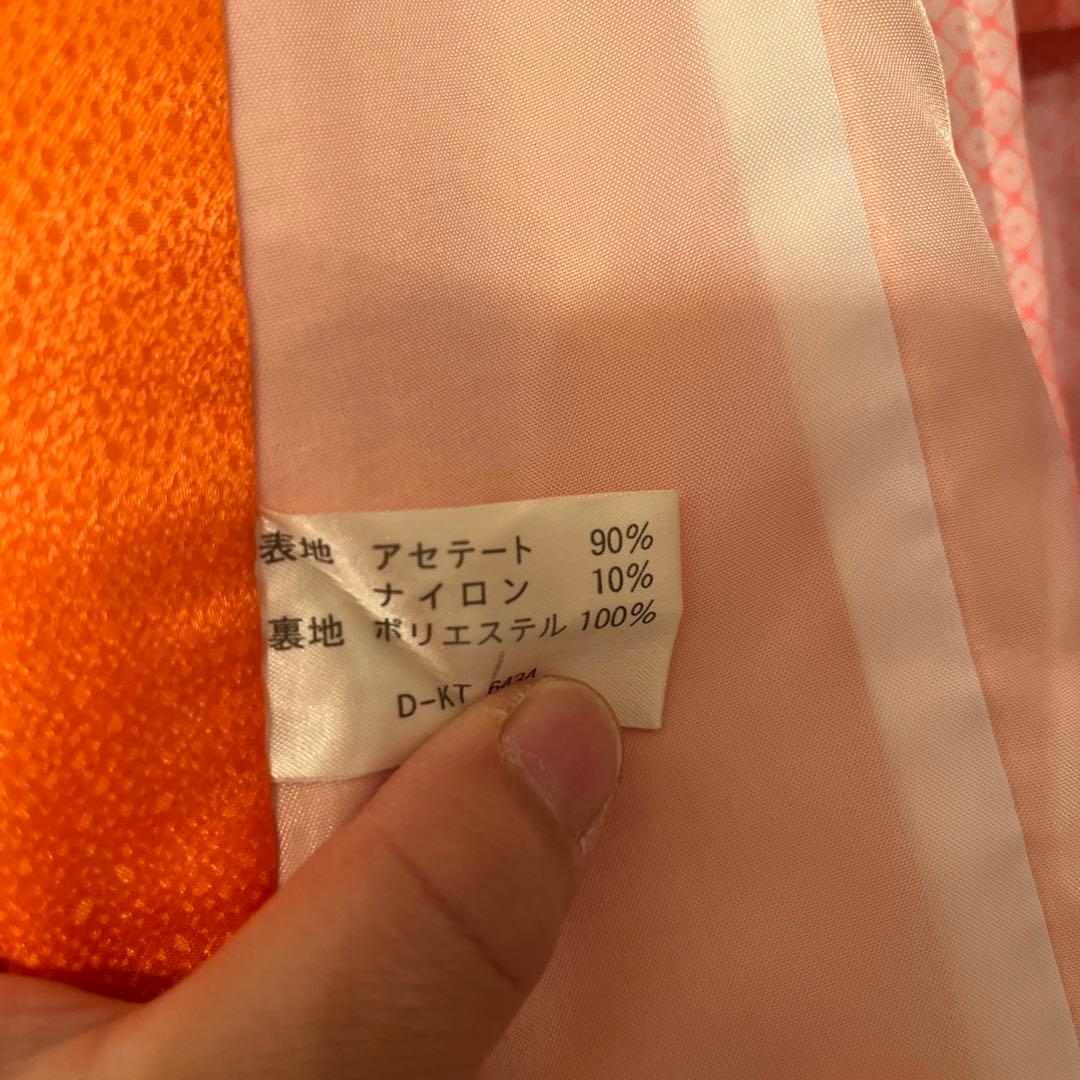 表地 アセテート 90%
ナイロン 10%
裏地 ポリエステル 100%
D-KT 6434